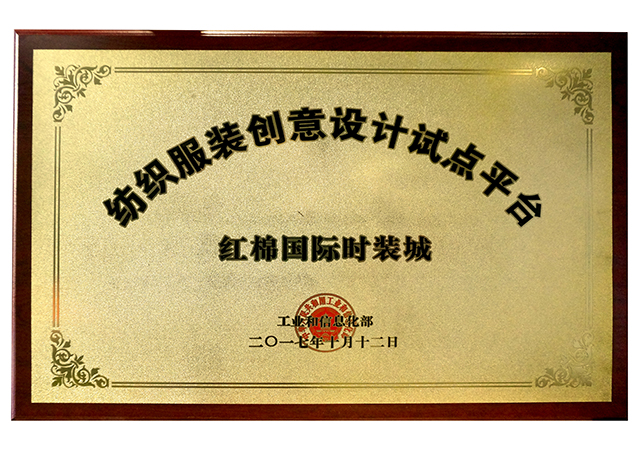 纺织服装创意设计试点平台
红棉国际时装城
工业和信息化部
二〇一七年十月十二日